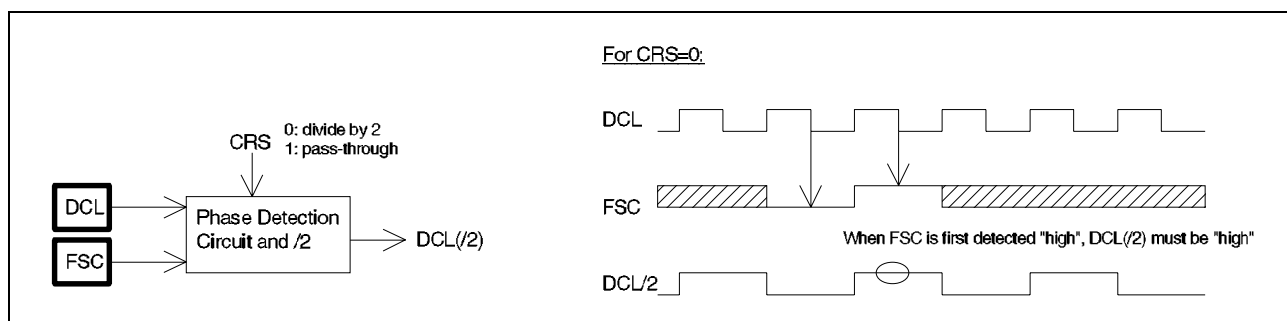 CRS
0: divide by 2
1: pass-through
DCL
FSC
Phase Detection
Circuit and /2
DCL(/2)
For CRS=0:
DCL
FSC
When FSC is first detected "high", DCL(/2) must be "high"
DCL/2